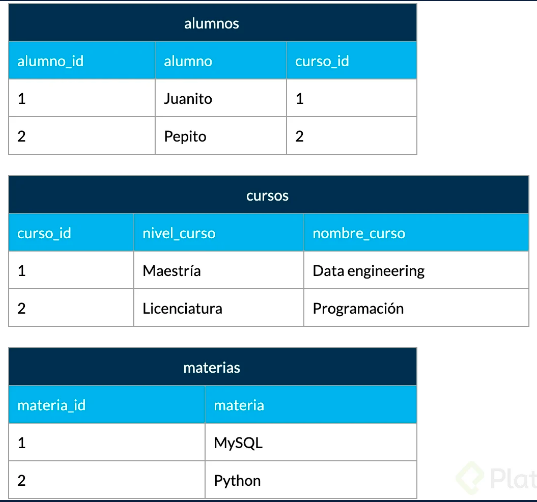 alumnos
alumno_id alumno curso_id
1 Juanito 1
2 Pepito 2
cursos
curso_id nivel_curso nombre_curso
1 Maestría Data engineering
2 Licenciatura Programación
materias
materia_id materia
1 MySQL
2 Python
Plat